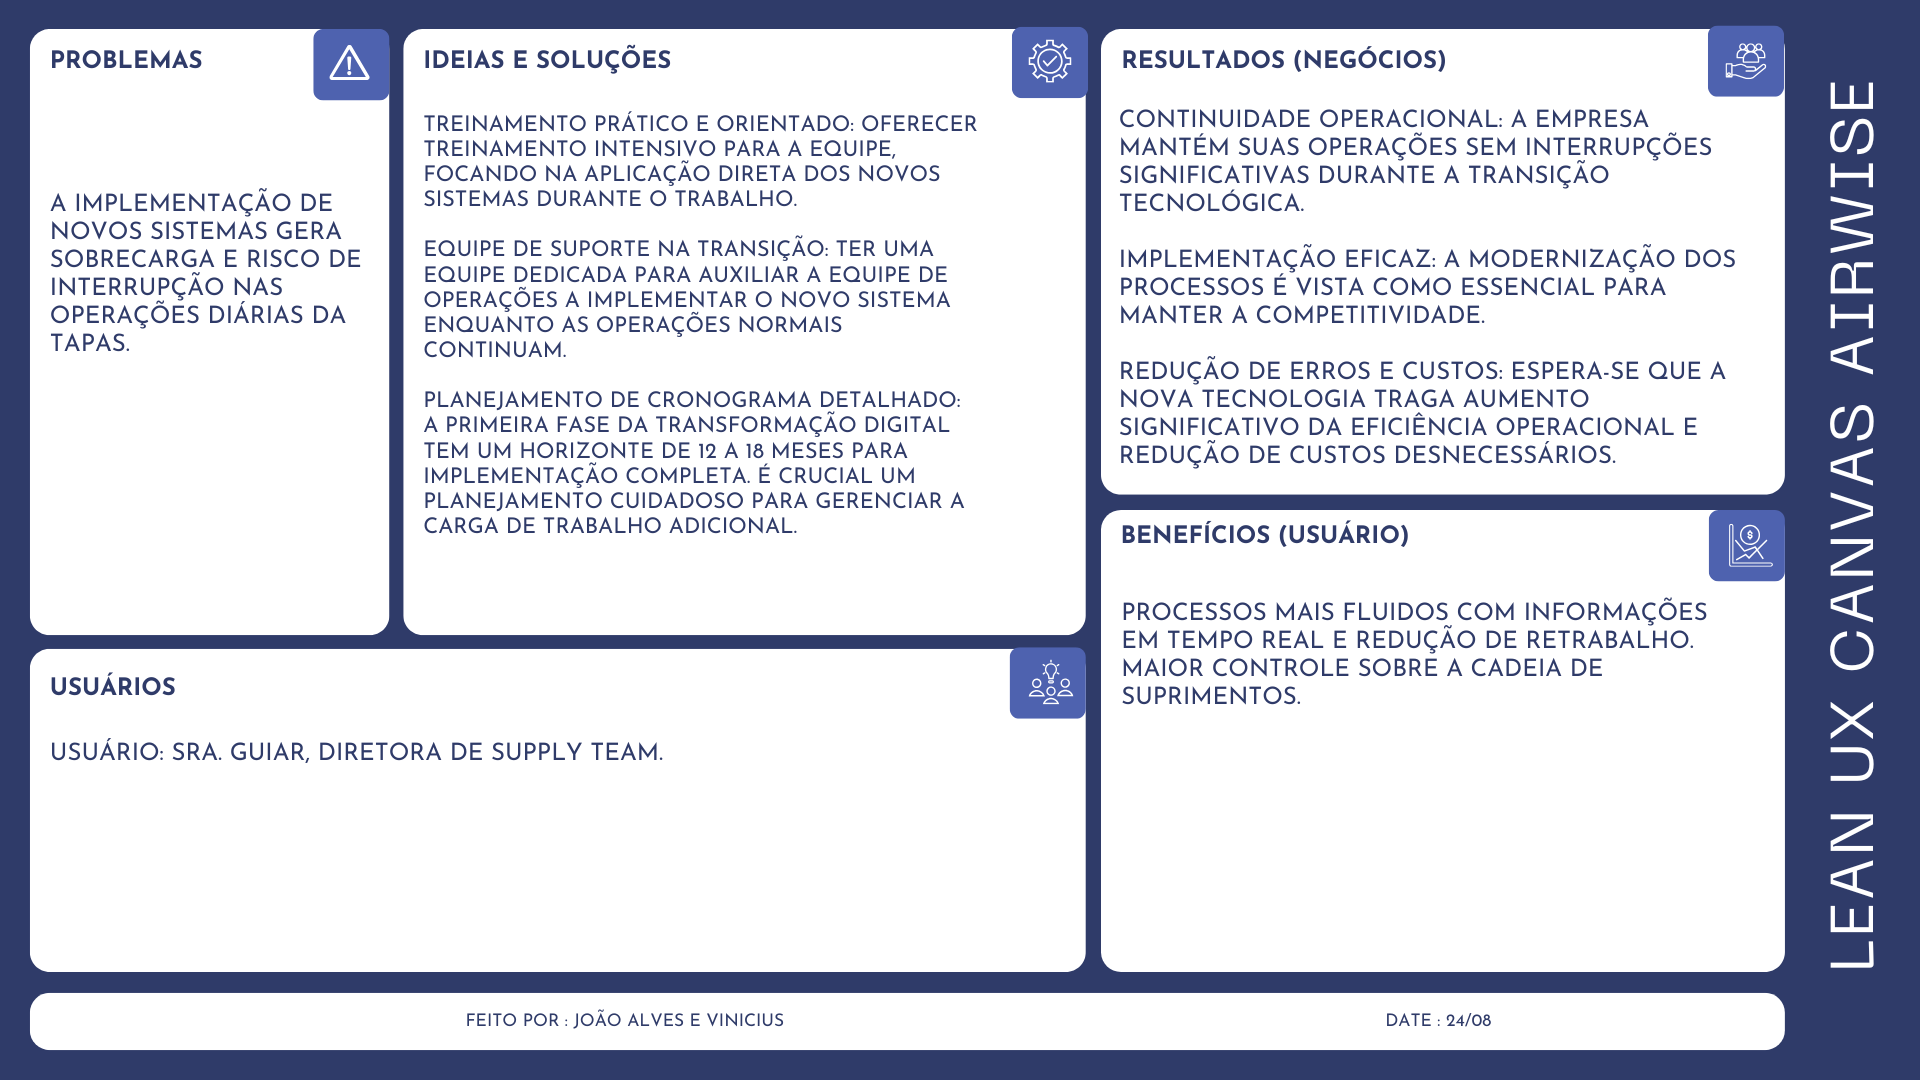 PROBLEMAS
A IMPLEMENTAÇÃO DE
NOVOS SISTEMAS GERA
SOBRECARGA E RISCO DE
INTERRUPÇÃO NAS
OPERAÇÕES DIÁRIAS DA
TAPAS.
IDEIAS E SOLUÇÕES
TREINAMENTO PRÁTICO E ORIENTADO: OFERECER
TREINAMENTO INTENSIVO PARA A EQUIPE,
FOCANDO NA APLICAÇÃO DIRETA DOS NOVOS
SISTEMAS DURANTE O TRABALHO.
EQUIPE DE SUPORTE NA TRANSIÇÃO: TER UMA
EQUIPE DEDICADA PARA AUXILIAR A EQUIPE DE
OPERAÇÕES A IMPLEMENTAR O NOVO SISTEMA
ENQUANTO AS OPERAÇÕES NORMAIS
CONTINUAM.
PLANEJAMENTO DE CRONOGRAMA DETALHADO:
A PRIMEIRA FASE DA TRANSFORMAÇÃO DIGITAL
TEM UM HORIZONTE DE 12 A 18 MESES PARA
IMPLEMENTAÇÃO COMPLETA. É CRUCIAL UM
PLANEJAMENTO CUIDADOSO PARA GERENCIAR A
CARGA DE TRABALHO ADICIONAL.
RESULTADOS (NEGÓCIOS)
CONTINUIDADE OPERACIONAL: A EMPRESA
MANTÉM SUAS OPERAÇÕES SEM INTERRUPÇÕES
SIGNIFICATIVAS DURANTE A TRANSIÇÃO
TECNOLÓGICA.
IMPLEMENTAÇÃO EFICAZ: A MODERNIZAÇÃO DOS
PROCESSOS É VISTA COMO ESSENCIAL PARA
MANTER A COMPETITIVIDADE.
REDUÇÃO DE ERROS E CUSTOS: ESPERA-SE QUE A
NOVA TECNOLOGIA TRAGA AUMENTO
SIGNIFICATIVO DA EFICIÊNCIA OPERACIONAL E
REDUÇÃO DE CUSTOS DESNECESSÁRIOS.
BENEFÍCIOS (USUÁRIO)
$
PROCESSOS MAIS FLUIDOS COM INFORMAÇÕES
EM TEMPO REAL E REDUÇÃO DE RETRABALHO.
MAIOR CONTROLE SOBRE A CADEIA DE
SUPRIMENTOS.
USUÁRIOS
USUÁRIO: SRA. GUIAR, DIRETORA DE SUPPLY TEAM.
FEITO POR : JOÃO ALVES E VINICIUS
DATE : 24/08
LEAN UX CANVAS AIRWISE